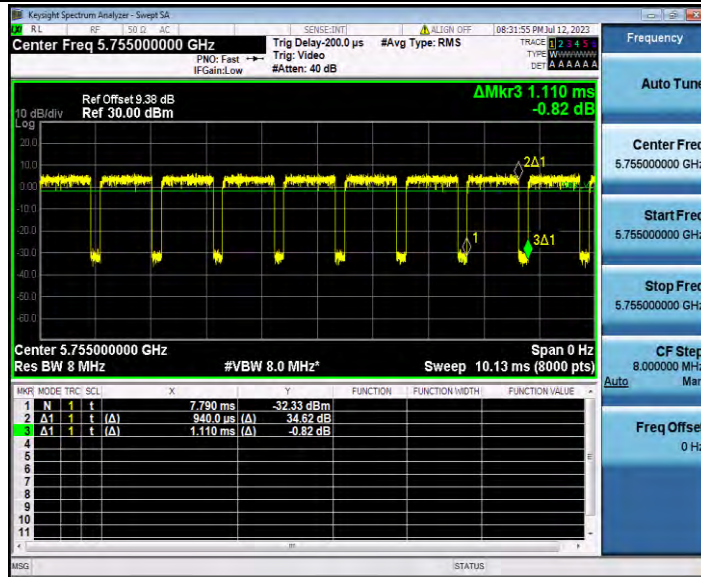 Keysight Spectrum Analyzer - Swept SA
RL RF 50 Ω AC SENSE:INT ALIGN OFF 08:31:55 PM Jul 12, 2023
Center Freq 5.755000000 GHz
PNO: Fast
IFGain:Low
Trig Delay-200.0 µs
Trig: Video
#Atten: 40 dB
#Avg Type: RMS
TRACE 1 2 3 4 5 6
TYPE W
DET A A A A A A
ΔMkr3 1.110 ms
-0.82 dB
Ref Offset 9.38 dB
10 dB/div Ref 30.00 dBm
Log
20.0
10.0
0.00
-10.0
-20.0
-30.0
-40.0
-50.0
-60.0
2Δ1
1
3Δ1
Center 5.755000000 GHz Span 0 Hz
Res BW 8 MHz #VBW 8.0 MHz* Sweep 10.13 ms (8000 pts)
MKR MODE TRC SCL X Y FUNCTION FUNCTION WIDTH FUNCTION VALUE
1 N 1 t 7.790 ms -32.33 dBm
2 Δ1 1 t (Δ) 940.0 µs (Δ) 34.62 dB
3 Δ1 1 t (Δ) 1.110 ms (Δ) -0.82 dB
4
5
6
7
8
9
10
11
MSG STATUS
Frequency
Auto Tune
Center Freq
5.755000000 GHz
Start Freq
5.755000000 GHz
Stop Freq
5.755000000 GHz
CF Step
8.000000 MHz
Auto Man
Freq Offset
0 Hz